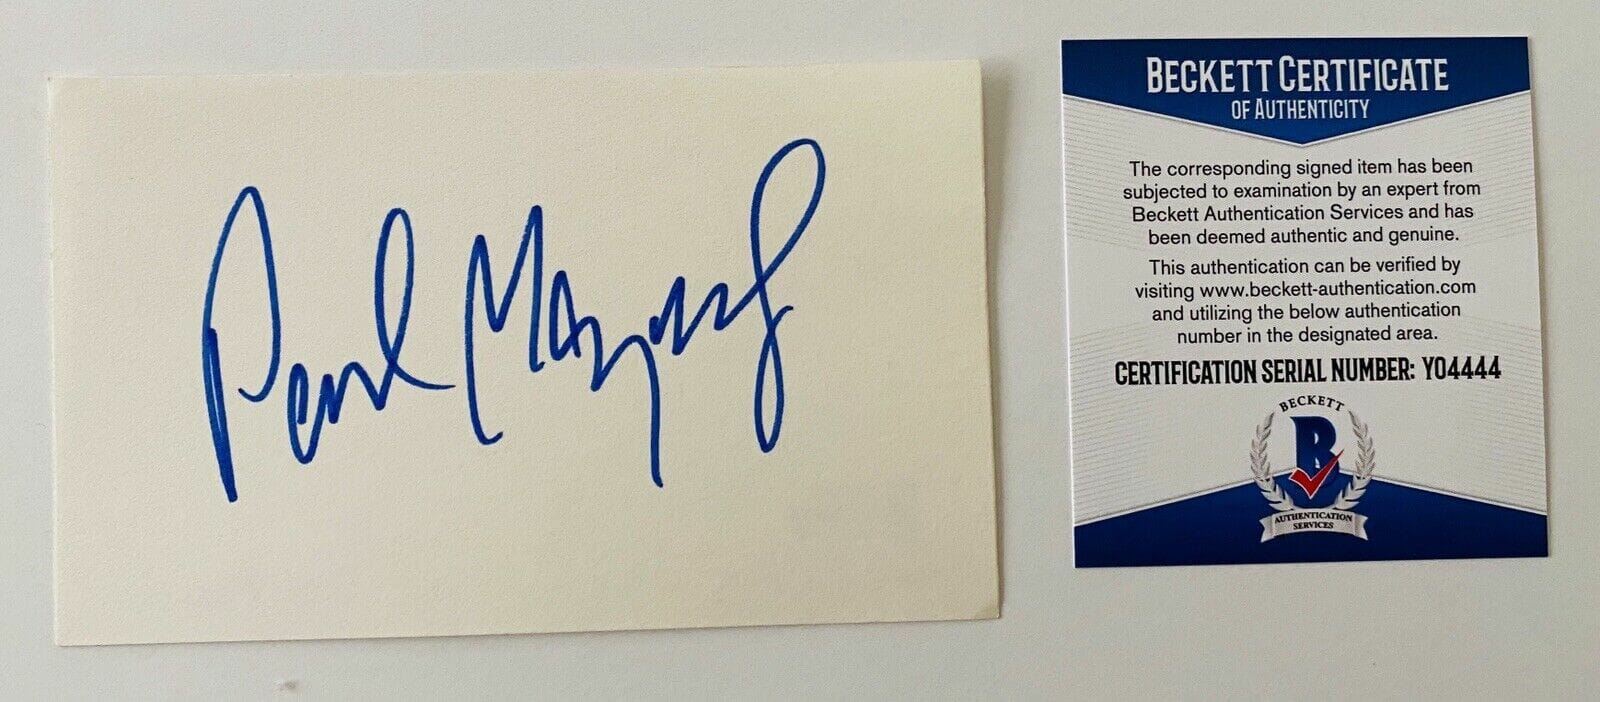 Paul Mazursky
BECKETT CERTIFICATE
OF AUTHENTICITY
The corresponding signed item has been
subjected to examination by an expert from
Beckett Authentication Services and has
been deemed authentic and genuine.
This authentication can be verified by
visiting www.beckett-authentication.com
and utilizing the below authentication
number in the designated area.
CERTIFICATION SERIAL NUMBER: Y04444
BECKETT
B
AUTHENTICATION
SERVICES